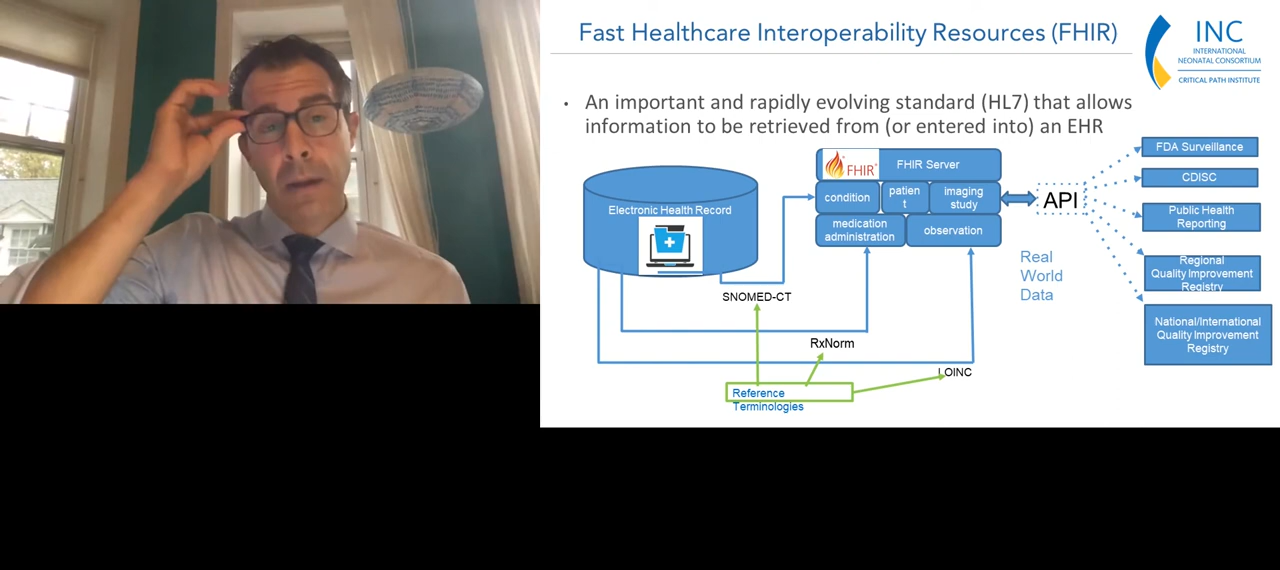 Fast Healthcare Interoperability Resources (FHIR)
INC
INTERNATIONAL
NEONATAL CONSORTIUM
CRITICAL PATH INSTITUTE
• An important and rapidly evolving standard (HL7) that allows
information to be retrieved from (or entered into) an EHR
Electronic Health Record
FHIR
FHIR Server
condition
patien
t
imaging
study
medication
administration
observation
API
Real
World
Data
FDA Surveillance
CDISC
Public Health
Reporting
Regional
Quality Improvement
Registry
National/International
Quality Improvement
Registry
SNOMED-CT
RxNorm
LOINC
Reference
Terminologies